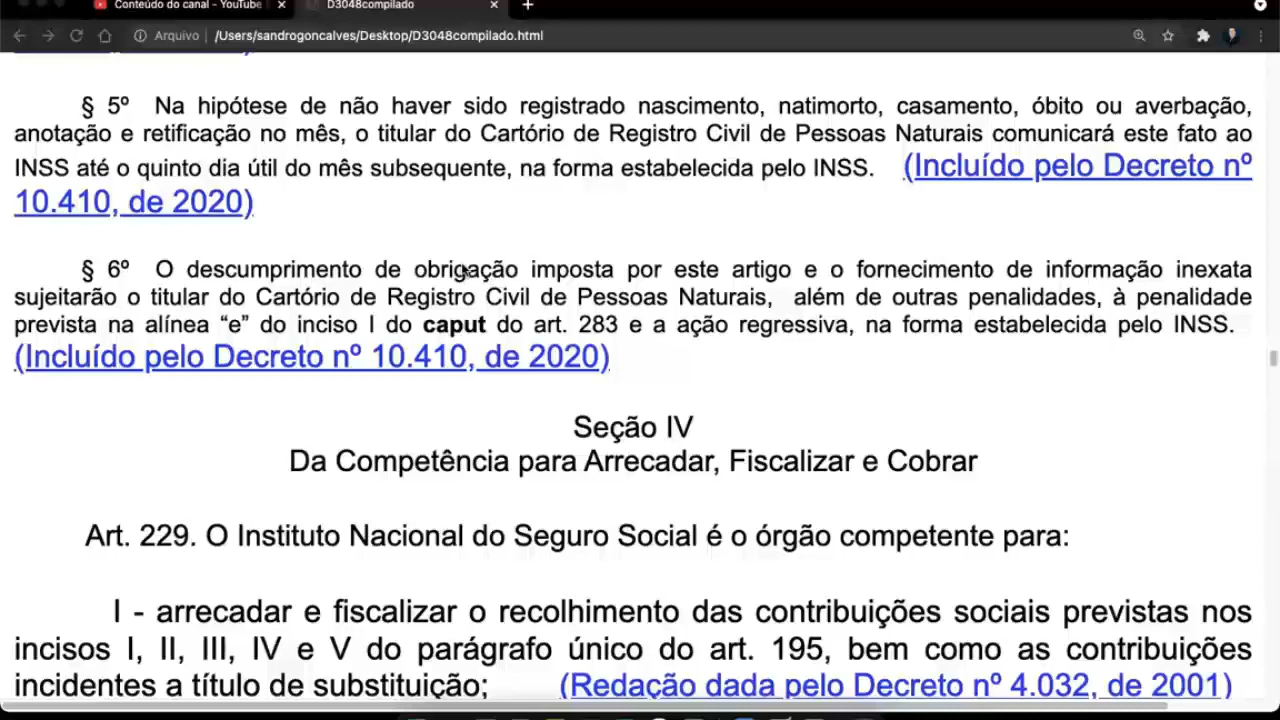 Conteúdo do canal - YouTube
D3048compilado
Arquivo /Users/sandrogoncalves/Desktop/D3048compilado.html
§ 5º Na hipótese de não haver sido registrado nascimento, natimorto, casamento, óbito ou averbação,
anotação e retificação no mês, o titular do Cartório de Registro Civil de Pessoas Naturais comunicará este fato ao
INSS até o quinto dia útil do mês subsequente, na forma estabelecida pelo INSS. (Incluído pelo Decreto nº
10.410, de 2020)
§ 6º O descumprimento de obrigação imposta por este artigo e o fornecimento de informação inexata
sujeitarão o titular do Cartório de Registro Civil de Pessoas Naturais, além de outras penalidades, à penalidade
prevista na alínea “e” do inciso I do caput do art. 283 e a ação regressiva, na forma estabelecida pelo INSS.
(Incluído pelo Decreto nº 10.410, de 2020)
Seção IV
Da Competência para Arrecadar, Fiscalizar e Cobrar
Art. 229. O Instituto Nacional do Seguro Social é o órgão competente para:
I - arrecadar e fiscalizar o recolhimento das contribuições sociais previstas nos
incisos I, II, III, IV e V do parágrafo único do art. 195, bem como as contribuições
incidentes a título de substituição; (Redação dada pelo Decreto nº 4.032, de 2001)